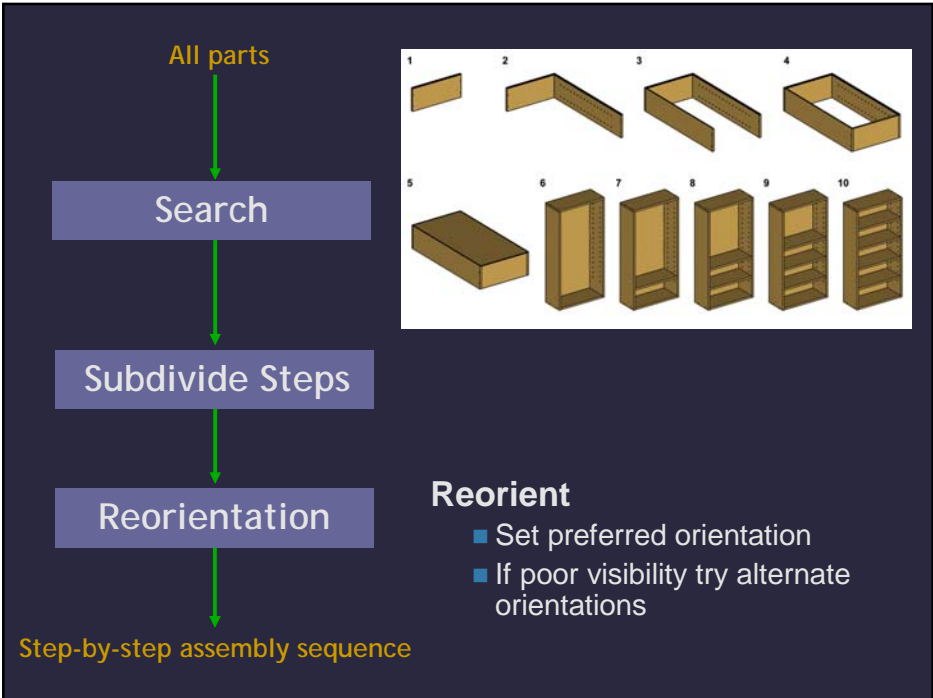 All parts
Search
Subdivide Steps
Reorientation
Step-by-step assembly sequence
1 2 3 4
5 6 7 8 9 10
Reorient
Set preferred orientation
If poor visibility try alternate
orientations